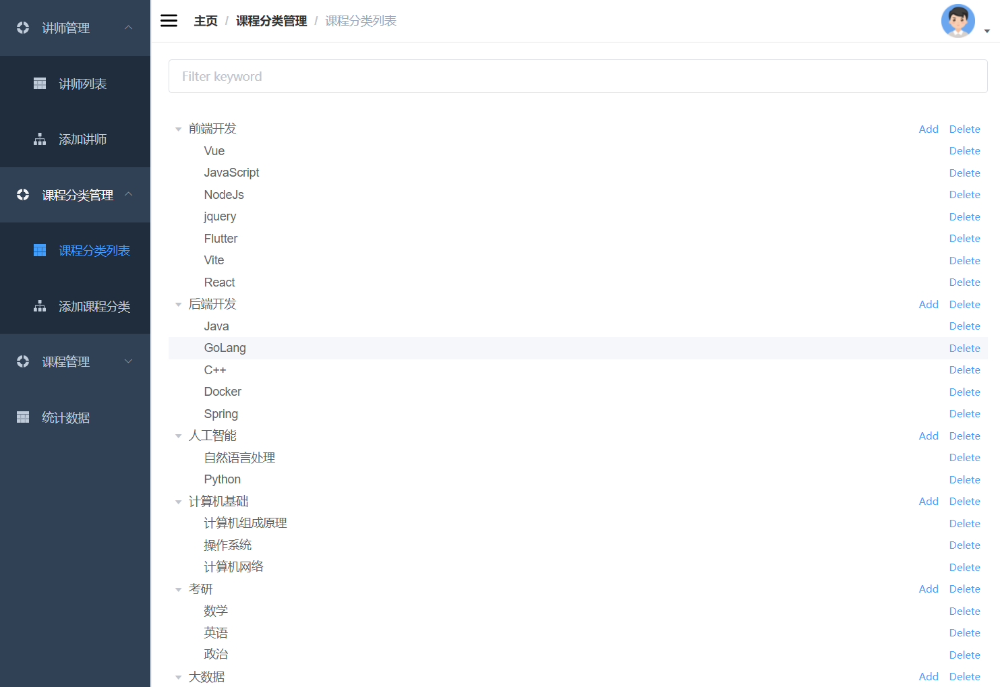 讲师管理
讲师列表
添加讲师
课程分类管理
课程分类列表
添加课程分类
课程管理
统计数据
主页 / 课程分类管理 / 课程分类列表
Filter keyword
前端开发 Add Delete
Vue Delete
JavaScript Delete
NodeJs Delete
jquery Delete
Flutter Delete
Vite Delete
React Delete
后端开发 Add Delete
Java Delete
GoLang Delete
C++ Delete
Docker Delete
Spring Delete
人工智能 Add Delete
自然语言处理 Delete
Python Delete
计算机基础 Add Delete
计算机组成原理 Delete
操作系统 Delete
计算机网络 Delete
考研 Add Delete
数学 Delete
英语 Delete
政治 Delete
大数据 Add Delete